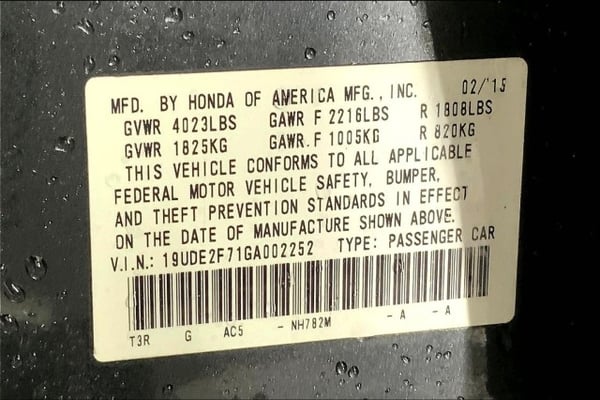 MFD. BY HONDA OF AMERICA MFG., INC. 02/'15
GVWR 4023LBS GAWR F 2216LBS R 1808LBS
GVWR 1825KG GAWR.F 1005KG R 820KG
THIS VEHICLE CONFORMS TO ALL APPLICABLE
FEDERAL MOTOR VEHICLE SAFETY, BUMPER,
AND THEFT PREVENTION STANDARDS IN EFFECT
ON THE DATE OF MANUFACTURE SHOWN ABOVE.
V.I.N.: 19UDE2F71GA002252 TYPE: PASSENGER CAR
T3R G AC5 - NH782M - A - A